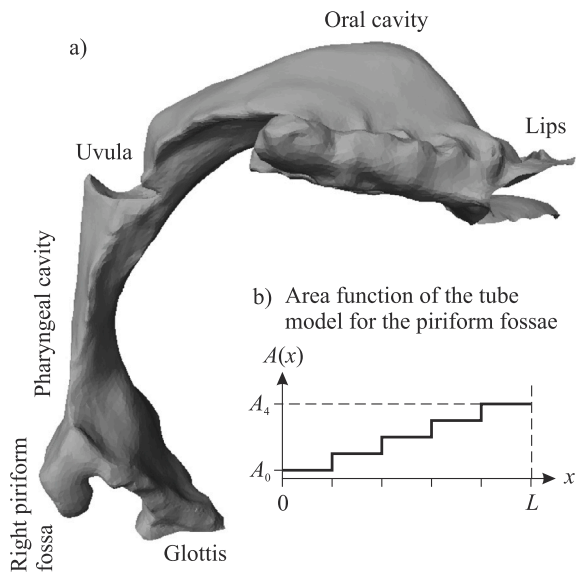 Oral cavity
a)
Lips
Uvula
Pharyngeal cavity
b) Area function of the tube
model for the piriform fossae
A(x)
A₄
A₀
0
L
x
Right piriform
fossa
Glottis